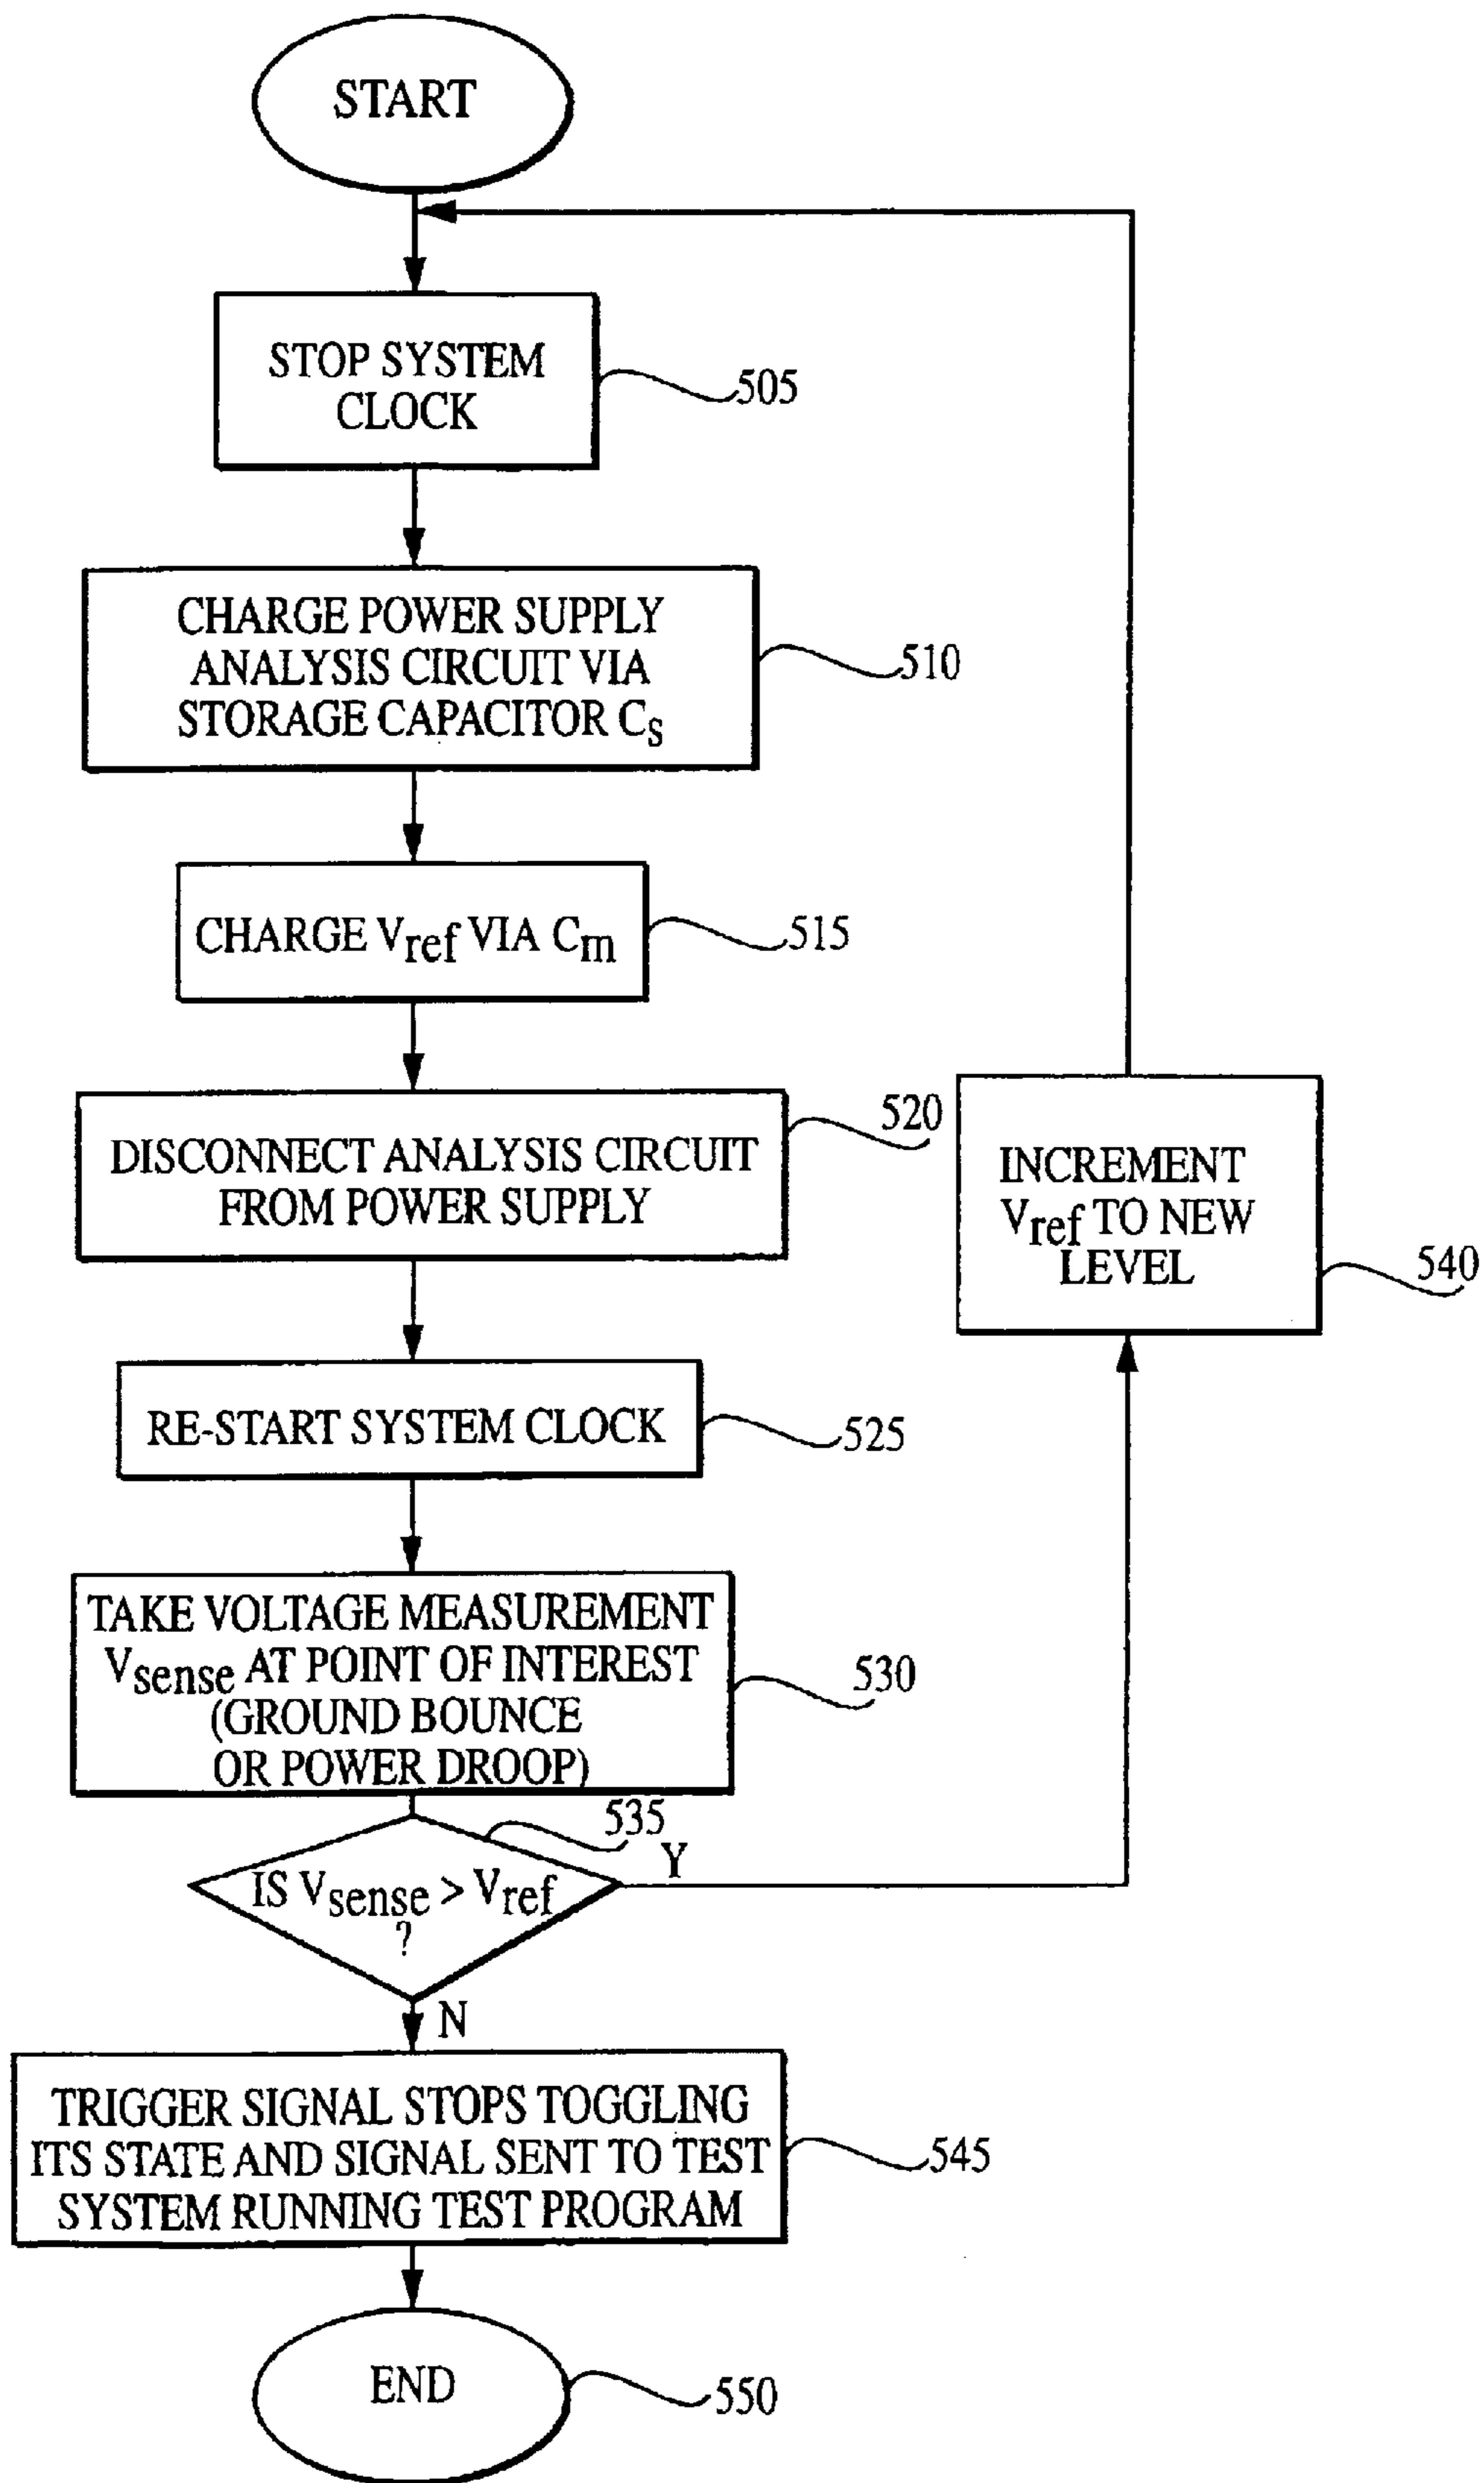 START
STOP SYSTEM
CLOCK
505
CHARGE POWER SUPPLY
ANALYSIS CIRCUIT VIA
STORAGE CAPACITOR Cs
510
CHARGE Vref VIA Cm
515
DISCONNECT ANALYSIS CIRCUIT
FROM POWER SUPPLY
520
INCREMENT
Vref TO NEW
LEVEL
540
RE-START SYSTEM CLOCK
525
TAKE VOLTAGE MEASUREMENT
Vsense AT POINT OF INTEREST
(GROUND BOUNCE
OR POWER DROOP)
530
535
IS Vsense > Vref
?
Y
N
TRIGGER SIGNAL STOPS TOGGLING
ITS STATE AND SIGNAL SENT TO TEST
SYSTEM RUNNING TEST PROGRAM
545
END
550